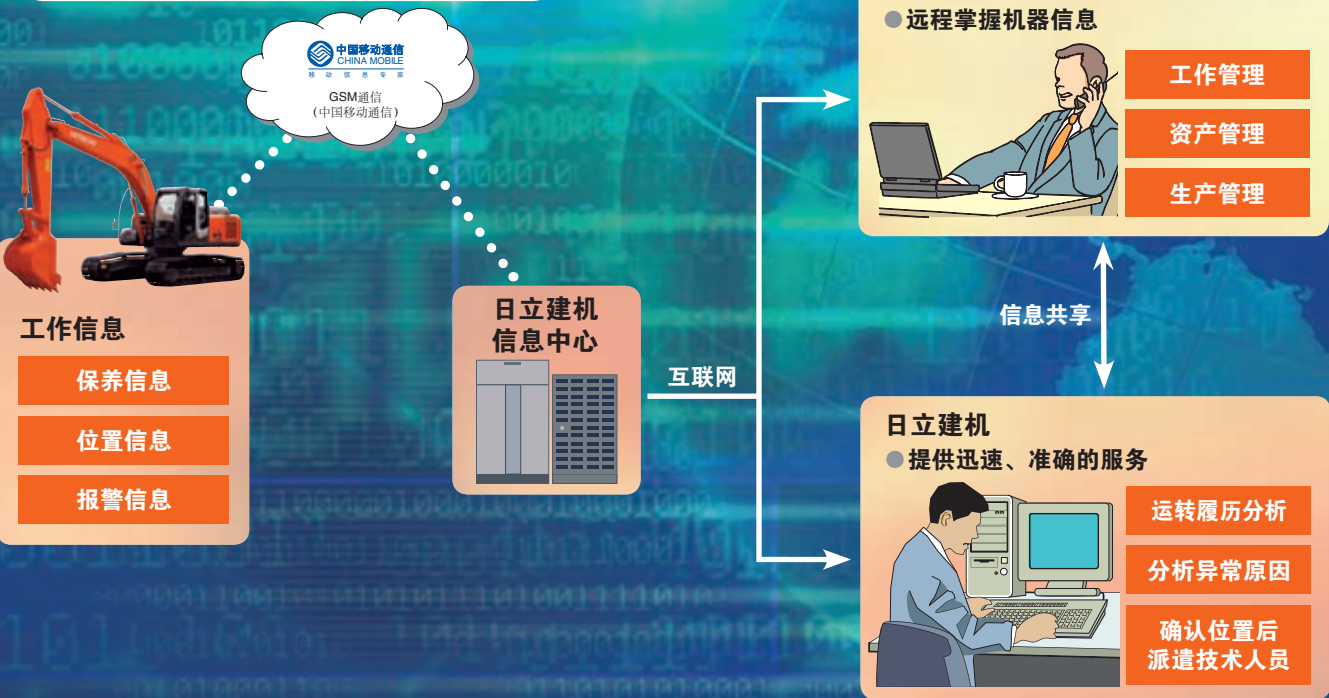 中国移动通信
CHINA MOBILE
移动信息专家
GSM通信
（中国移动通信）
工作信息
保养信息
位置信息
报警信息
日立建机
信息中心
互联网
●远程掌握机器信息
工作管理
资产管理
生产管理
信息共享
日立建机
●提供迅速、准确的服务
运转履历分析
分析异常原因
确认位置后
派遣技术人员